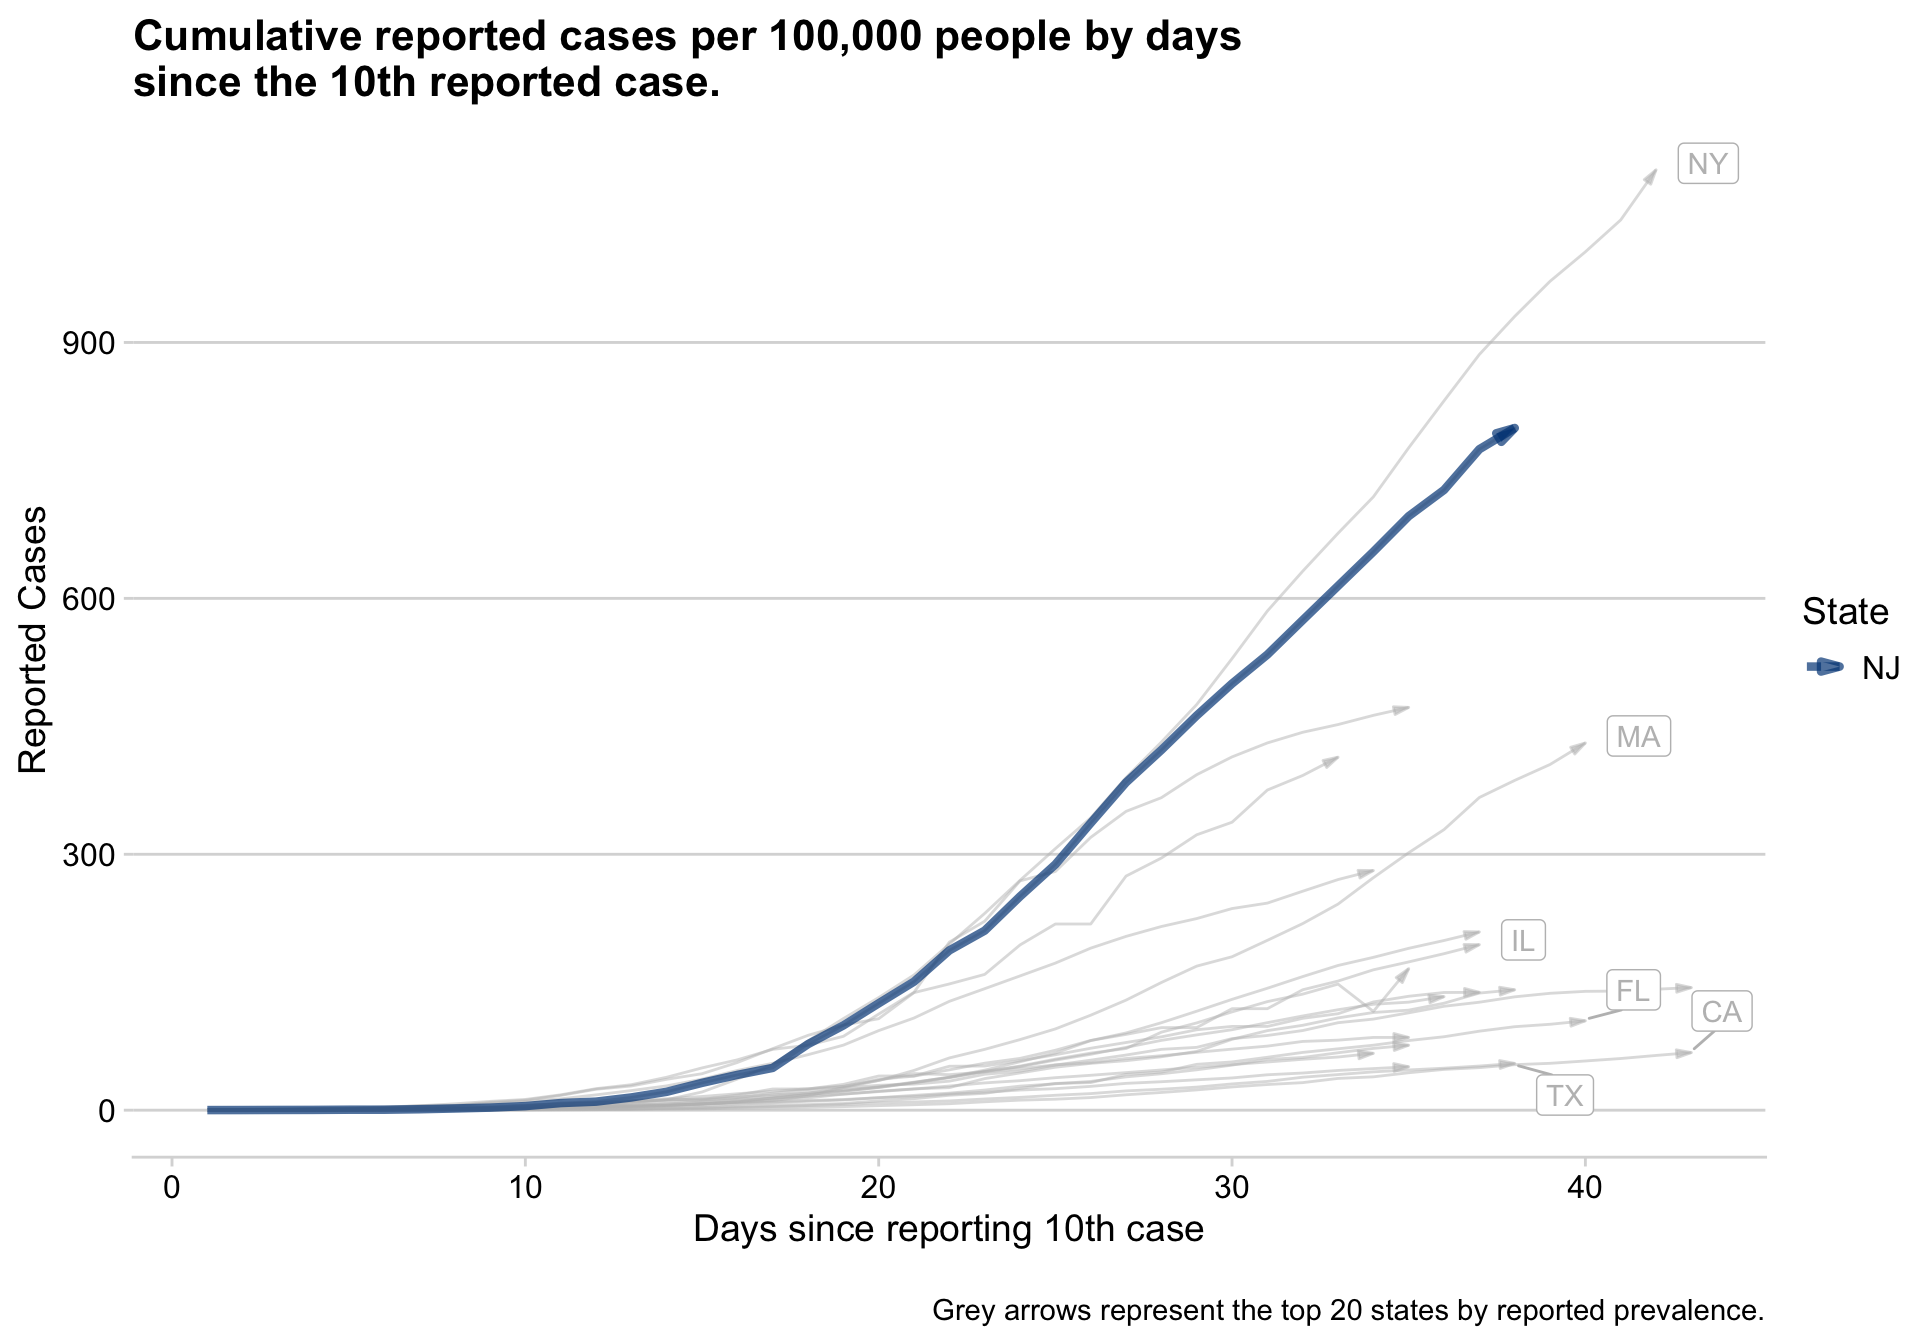 Cumulative reported cases per 100,000 people by days
since the 10th reported case.
NY
900
600
300
0
Reported Cases
MA
IL
FL
CA
TX
State
NJ
0 10 20 30 40
Days since reporting 10th case
Grey arrows represent the top 20 states by reported prevalence.